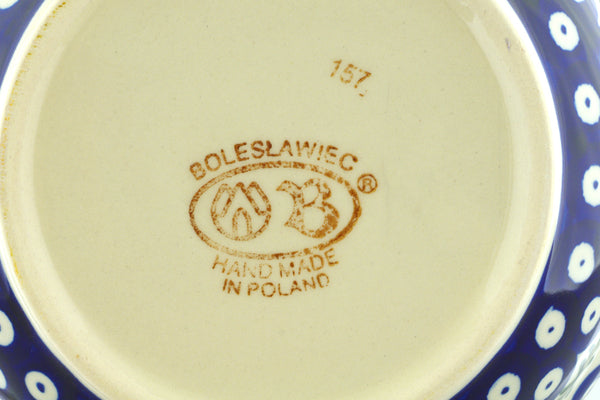 157
BOLESŁAWIEC
B ®
HAND MADE
IN POLAND